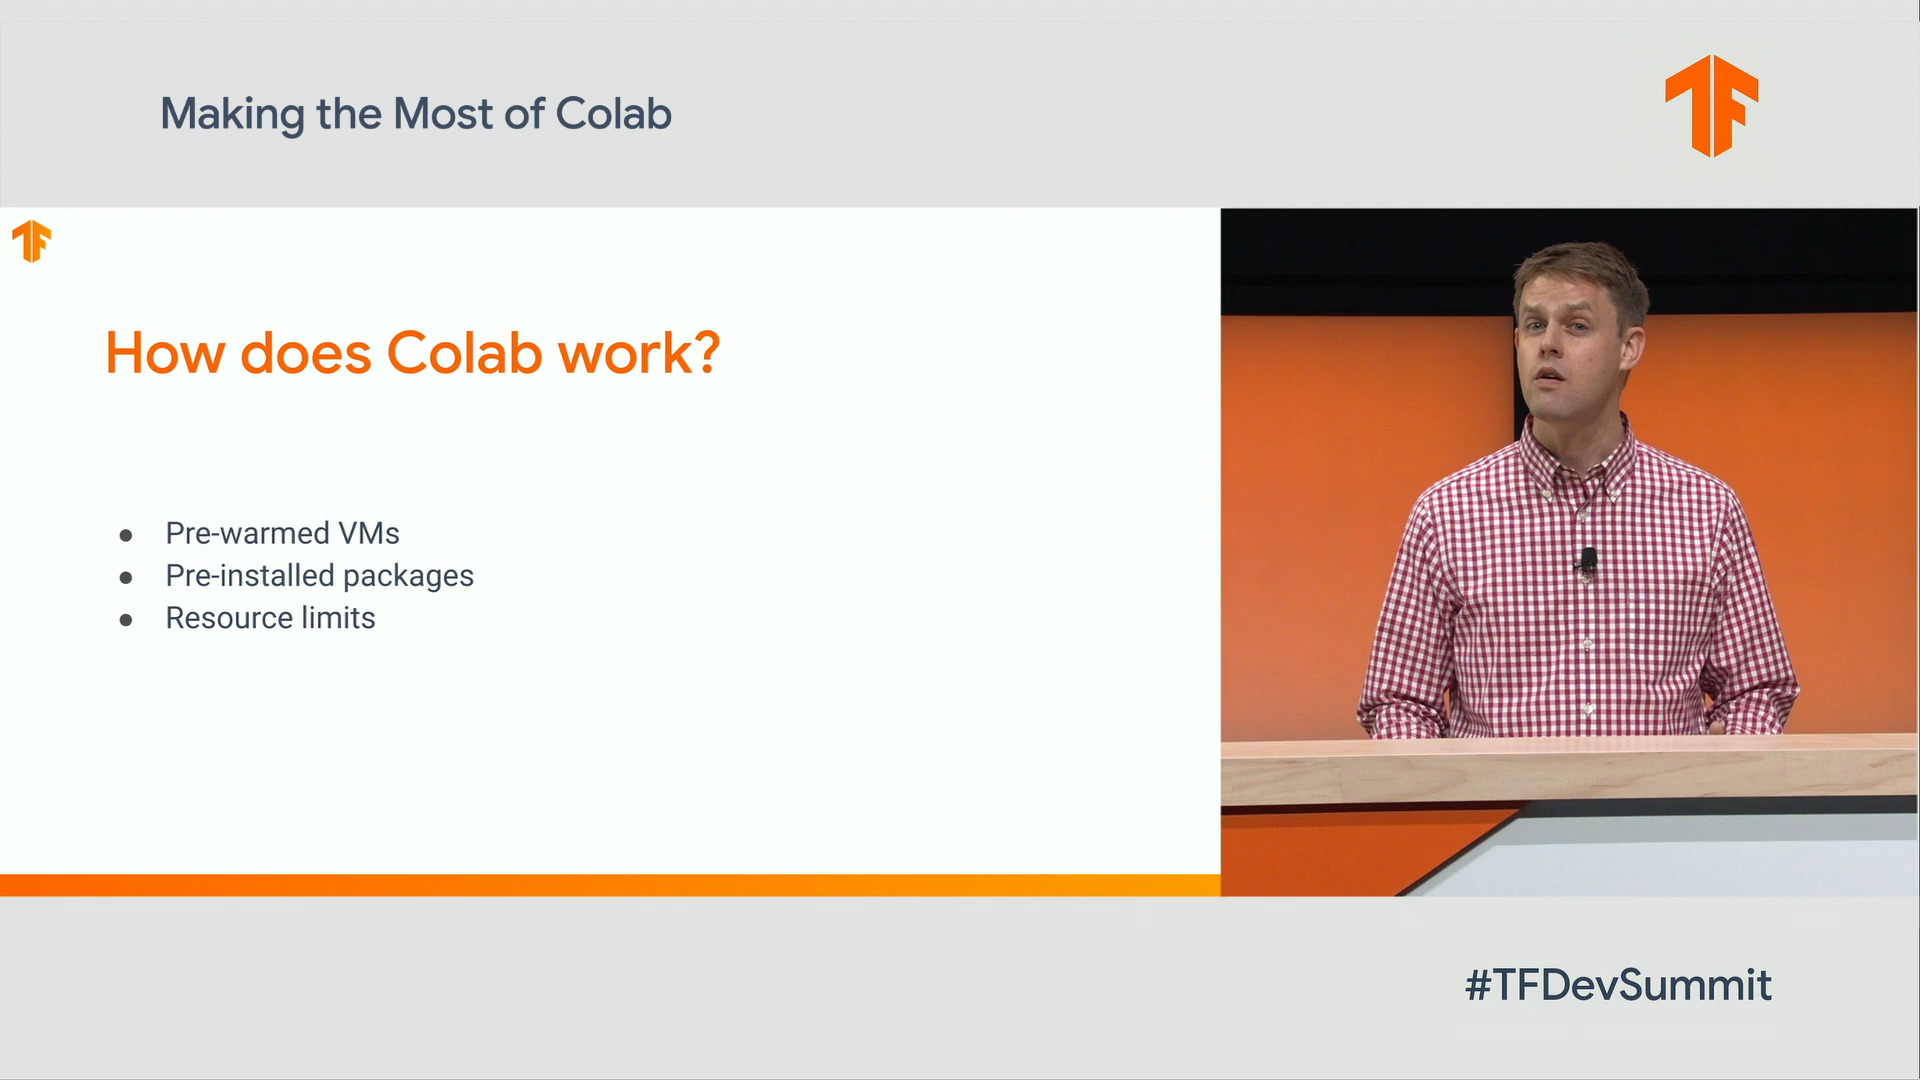 Making the Most of Colab
How does Colab work?
● Pre-warmed VMs
● Pre-installed packages
● Resource limits
#TFDevSummit